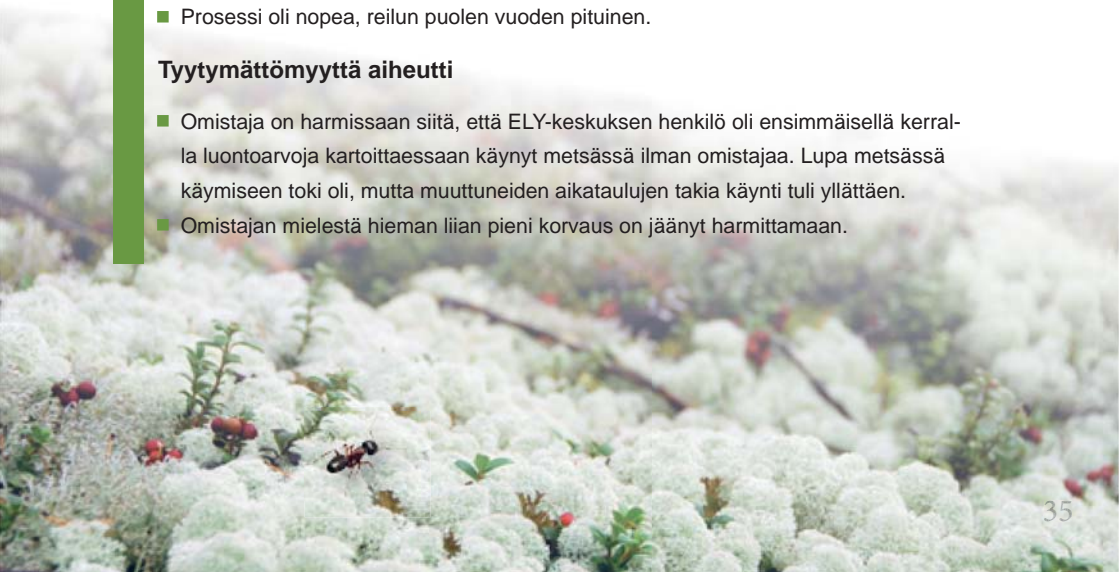 Prosessi oli nopea, reilun puolen vuoden pituinen.
Tyytymättömyyttä aiheutti
Omistaja on harmissaan siitä, että ELY-keskuksen henkilö oli ensimmäisellä kerral-
la luontoarvoja kartoittaessaan käynyt metsässä ilman omistajaa. Lupa metsässä
käymiseen toki oli, mutta muuttuneiden aikataulujen takia käynti tuli yllättäen.
Omistajan mielestä hieman liian pieni korvaus on jäänyt harmittamaan.
35